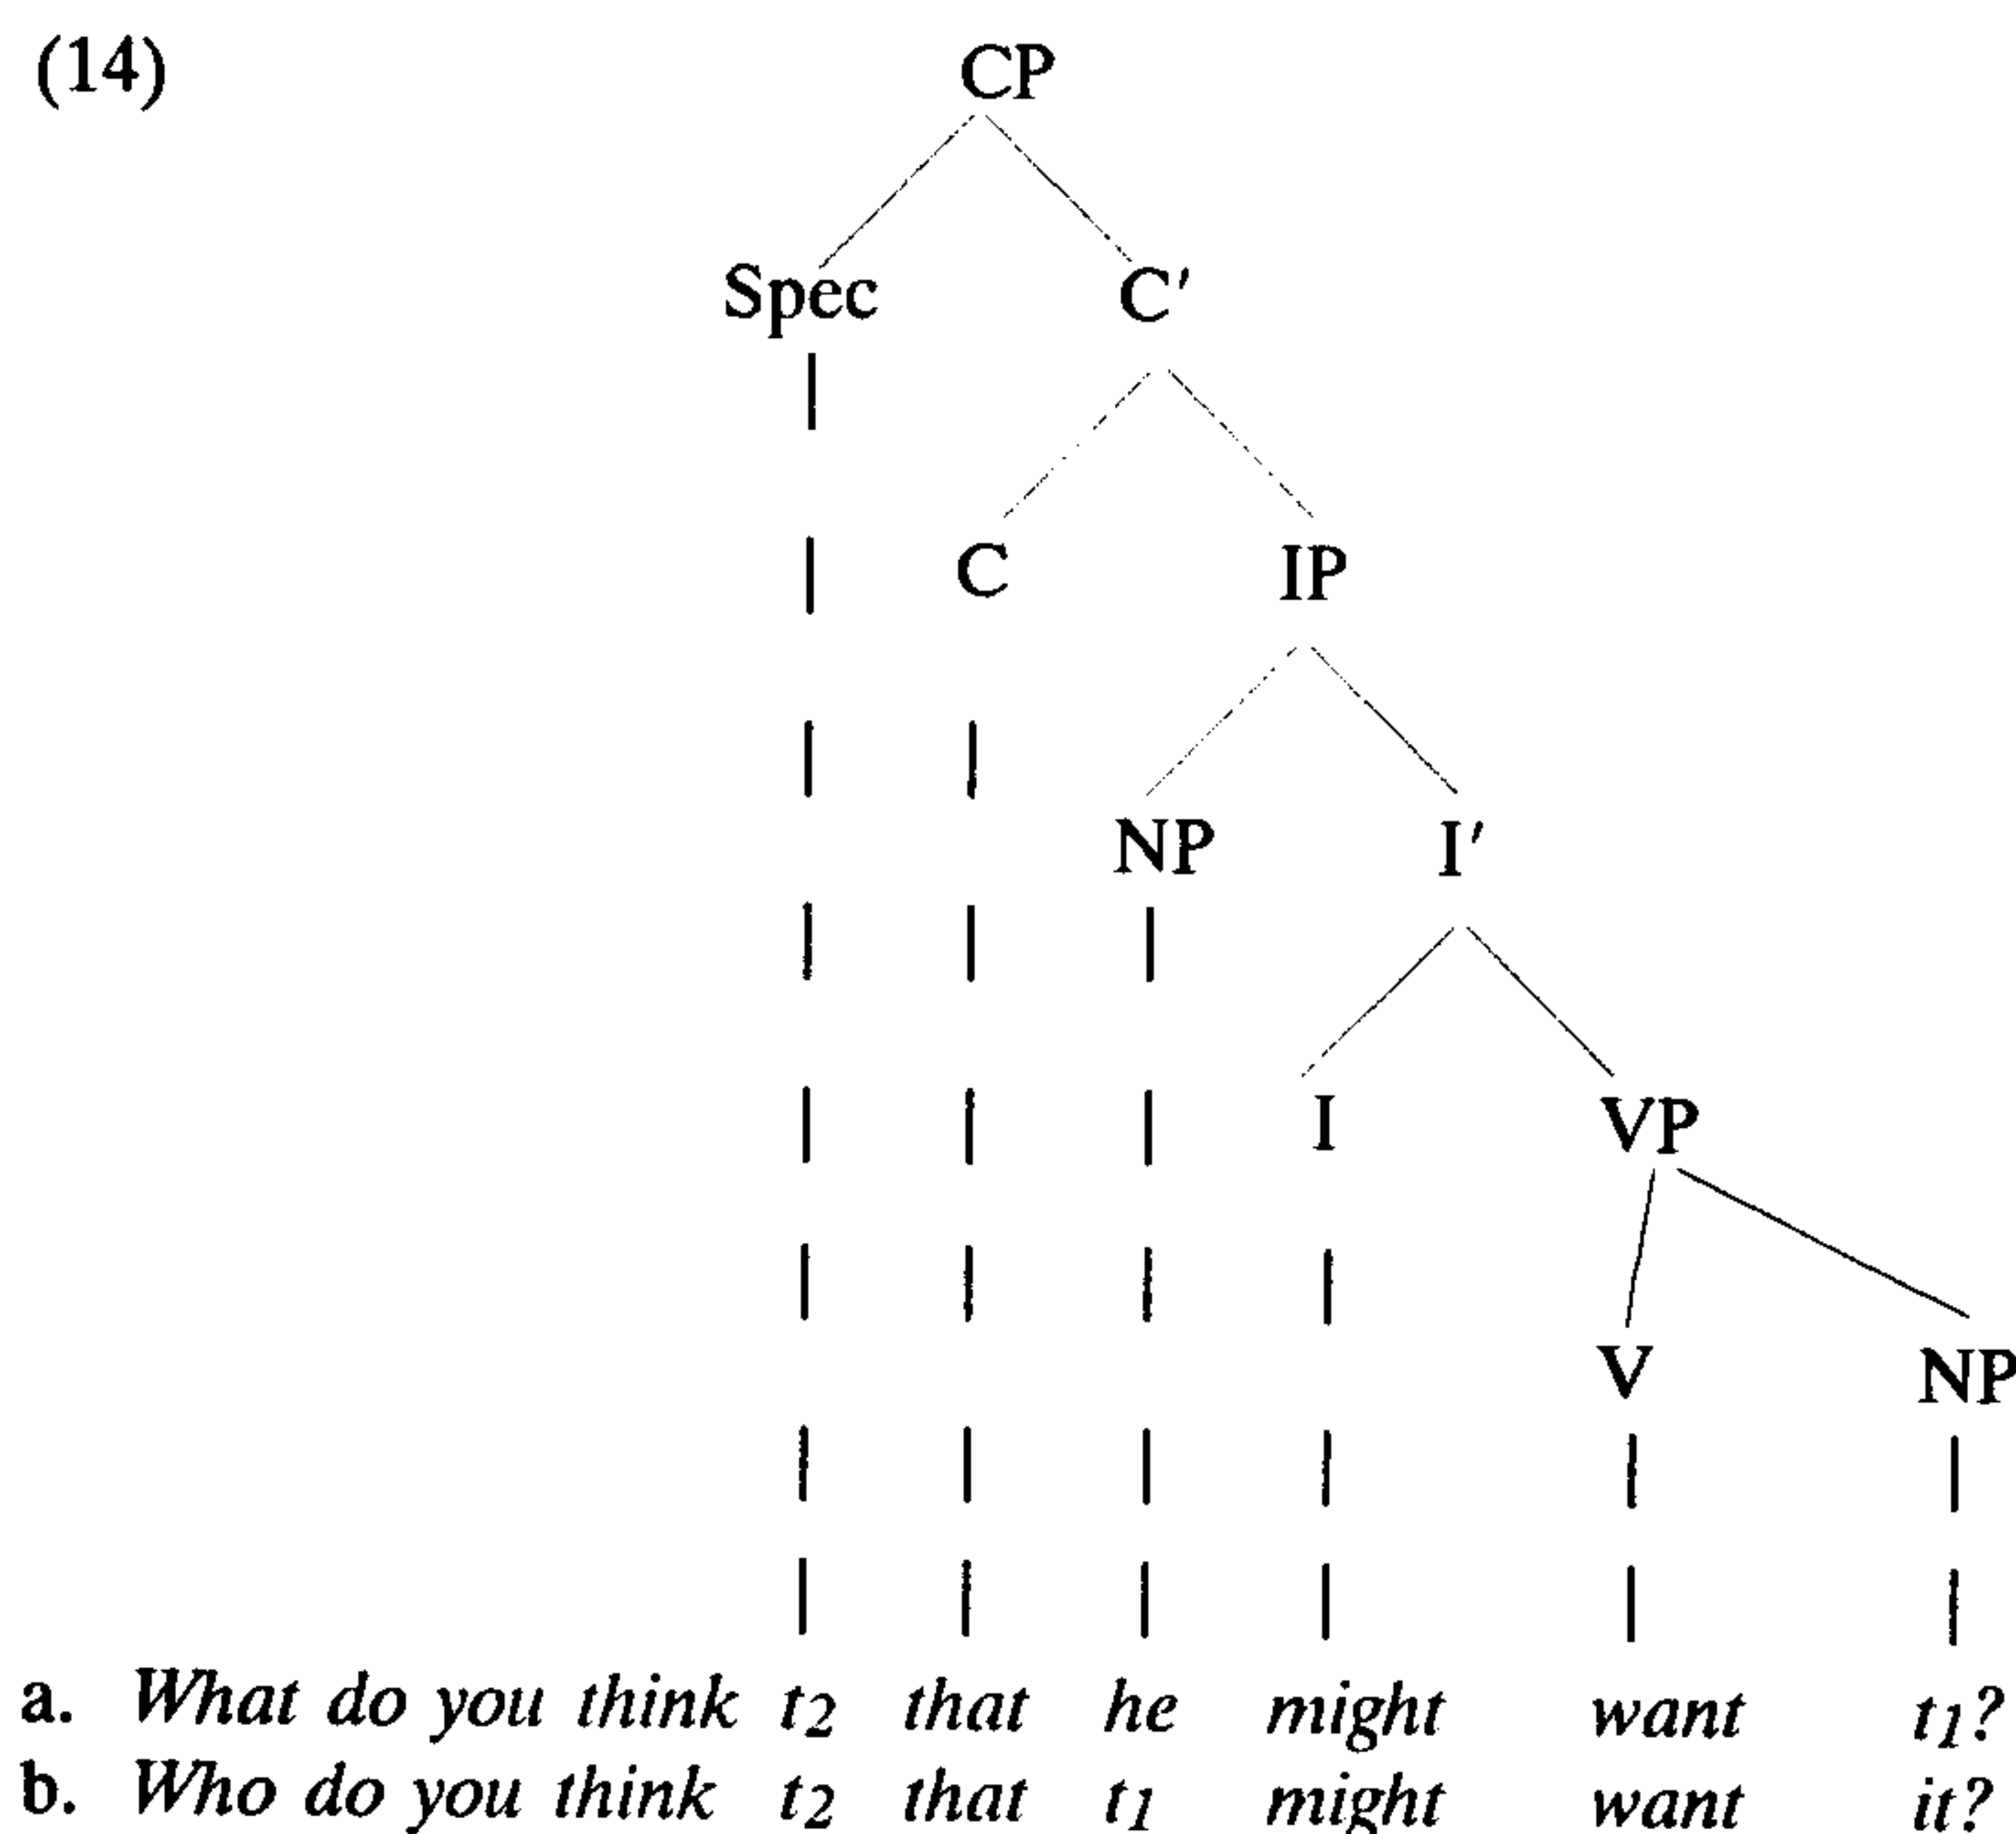 (14) CP
Spec C′
C IP
NP I′
I VP
V NP
a. What do you think t2 that he might want t1?
b. Who do you think t2 that t1 might want it?